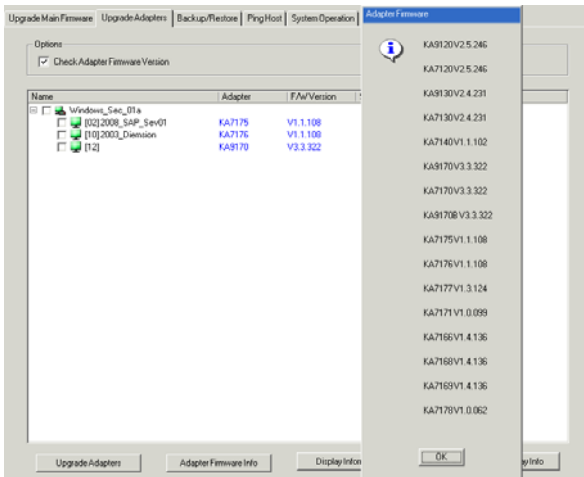 Upgrade Main Firmware Upgrade Adapters Backup/Restore Ping Host System Operation
Options
Check Adapter Firmware Version
Name Adapter F/W Version
Windows_Sec_01a
[02]2008_SAP_Sev01 KA7175 V1.1.108
[10]2003_Diemsion KA7176 V1.1.108
[12] KA9170 V3.3.322
Upgrade Adapters Adapter Firmware Info Display
Adapter Firmware
KA9120V2.5.246
KA7120V2.5.246
KA9130V2.4.231
KA7130V2.4.231
KA7140V1.1.102
KA9170V3.3.322
KA7170V3.3.322
KA9170B V3.3.322
KA7175V1.1.108
KA7176V1.1.108
KA7177V1.3.124
KA7171V1.0.099
KA7166V1.4.136
KA7168V1.4.136
KA7169V1.4.136
KA7178V1.0.062
OK
Info